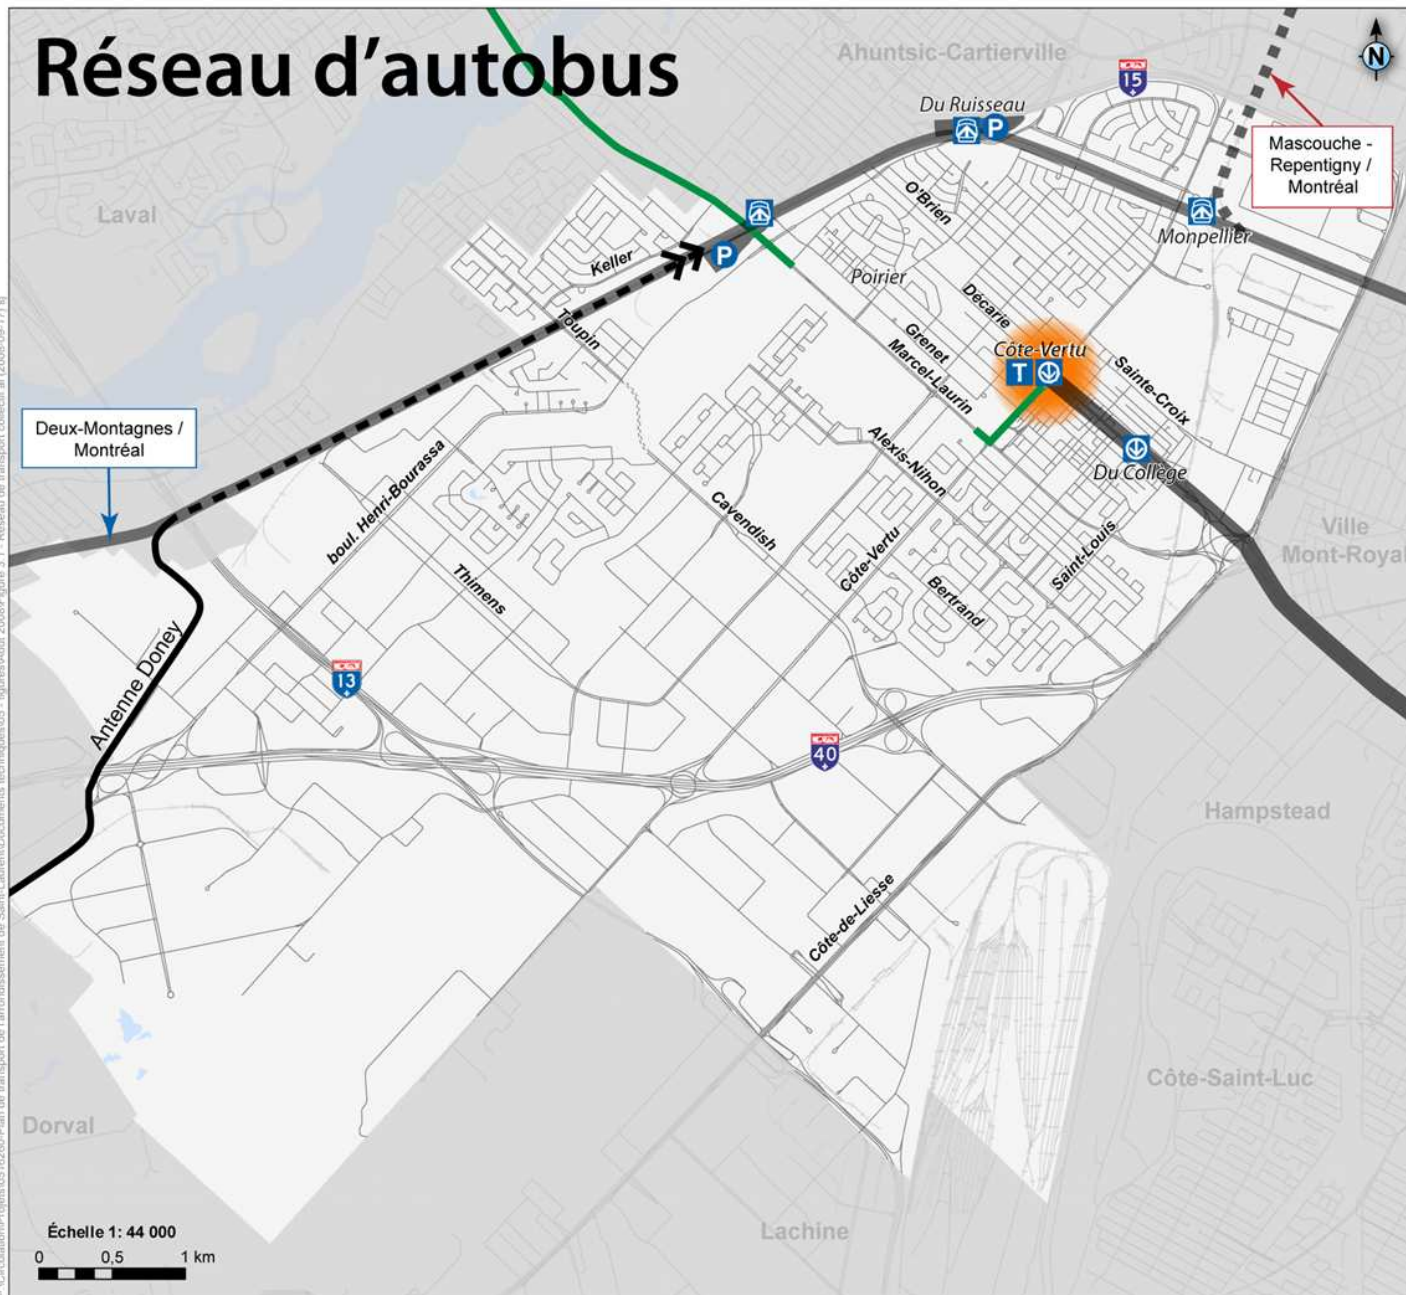 Réseau d'autobus
Ahuntsic-Cartierville
N
15
Du Ruisseau
P
Mascouche -
Repentigny /
Montréal
Laval
O'Brien
Monpellier
Keller
P
Poirier
Toupin
Décarie
Grenet
Marcel-Laurin
Côte-Vertu
T
Sainte-Croix
Deux-Montagnes /
Montréal
boul. Henri-Bourassa
Alexis-Nihon
Du Collège
Cavendish
Ville
Mont-Royal
Thimens
Côte-Vertu
Saint-Louis
Bertrand
Antenne Doney
13
40
Hampstead
Côte-de-Liesse
Côte-Saint-Luc
Dorval
Lachine
Échelle 1: 44 000
0 0,5 1 km